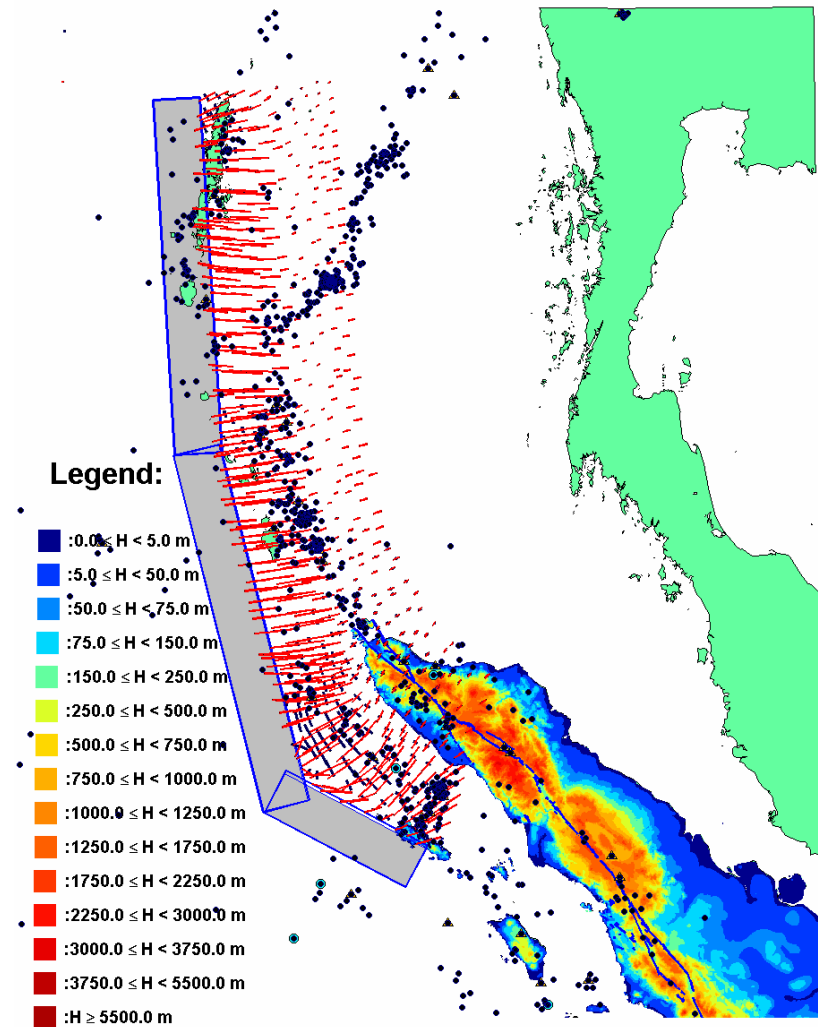 Legend:
:0.0 ≤ H < 5.0 m
:5.0 ≤ H < 50.0 m
:50.0 ≤ H < 75.0 m
:75.0 ≤ H < 150.0 m
:150.0 ≤ H < 250.0 m
:250.0 ≤ H < 500.0 m
:500.0 ≤ H < 750.0 m
:750.0 ≤ H < 1000.0 m
:1000.0 ≤ H < 1250.0 m
:1250.0 ≤ H < 1750.0 m
:1750.0 ≤ H < 2250.0 m
:2250.0 ≤ H < 3000.0 m
:3000.0 ≤ H < 3750.0 m
:3750.0 ≤ H < 5500.0 m
:H ≥ 5500.0 m